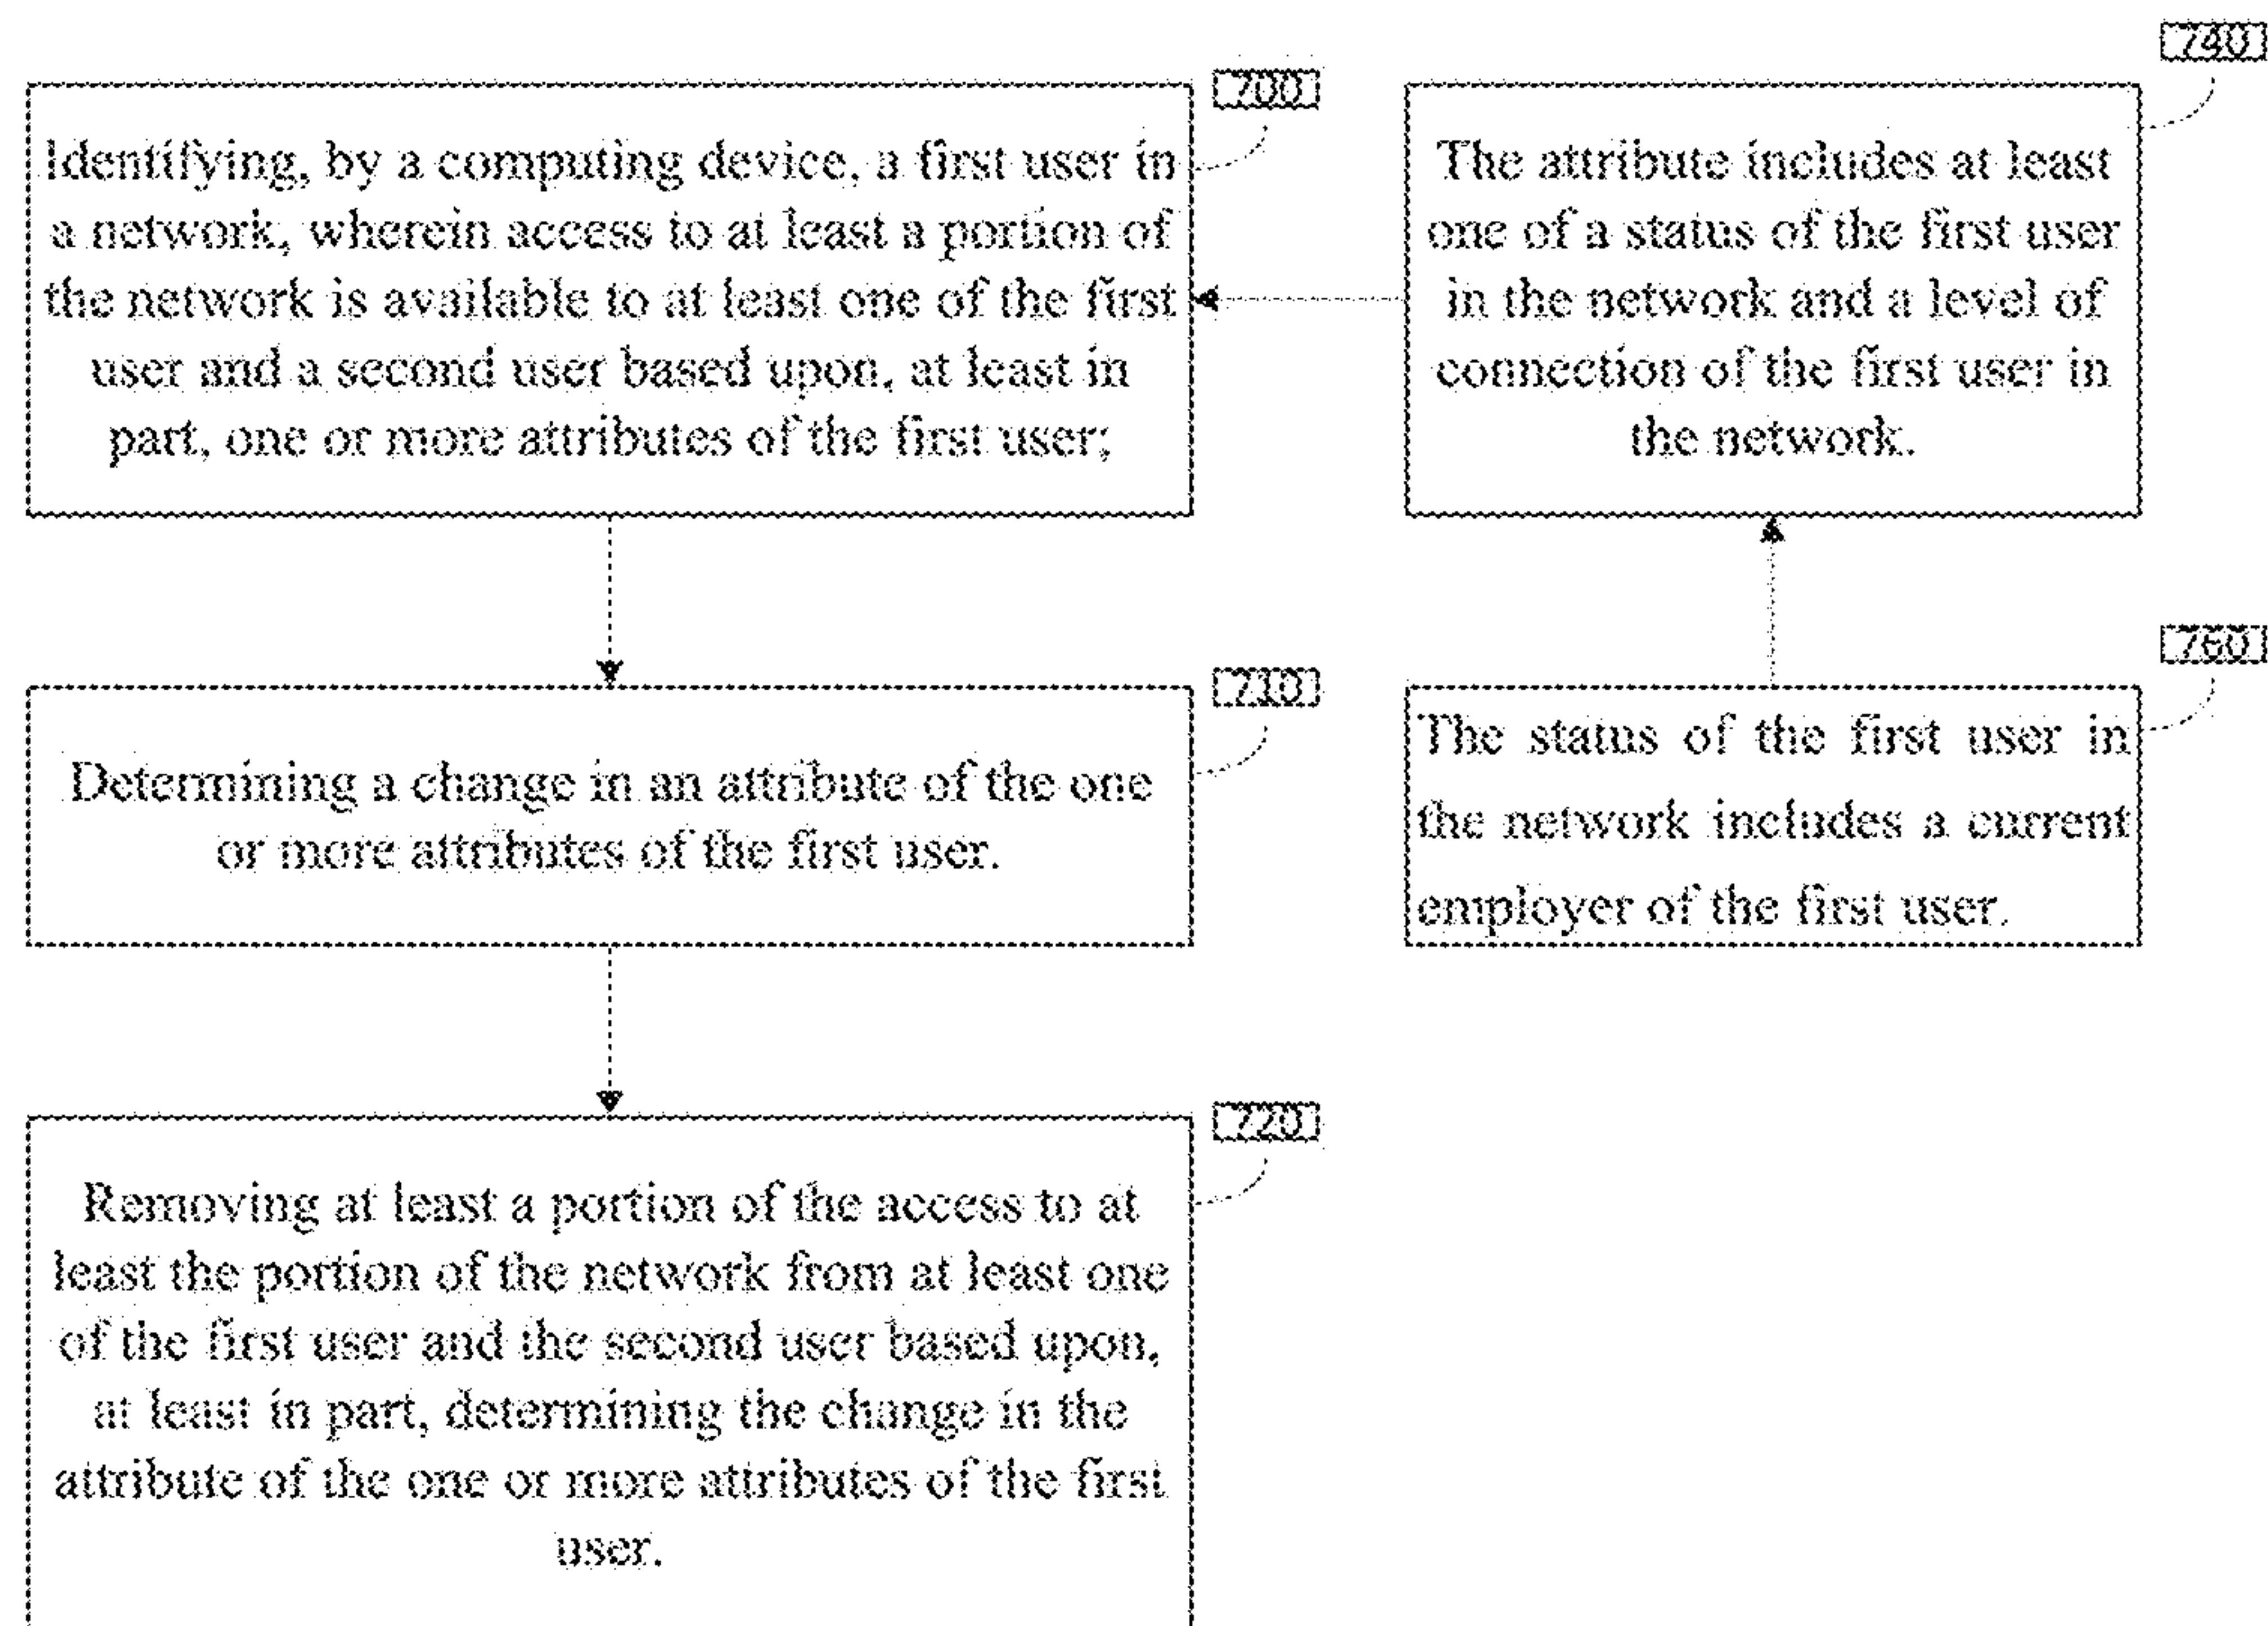 700
Identifying, by a computing device, a first user in
a network, wherein access to at least a portion of
the network is available to at least one of the first
user and a second user based upon, at least in
part, one or more attributes of the first user;
740
The attribute includes at least
one of a status of the first user
in the network and a level of
connection of the first user in
the network.
710
Determining a change in an attribute of the one
or more attributes of the first user.
760
The status of the first user in
the network includes a current
employer of the first user.
720
Removing at least a portion of the access to at
least the portion of the network from at least one
of the first user and the second user based upon,
at least in part, determining the change in the
attribute of the one or more attributes of the first
user.